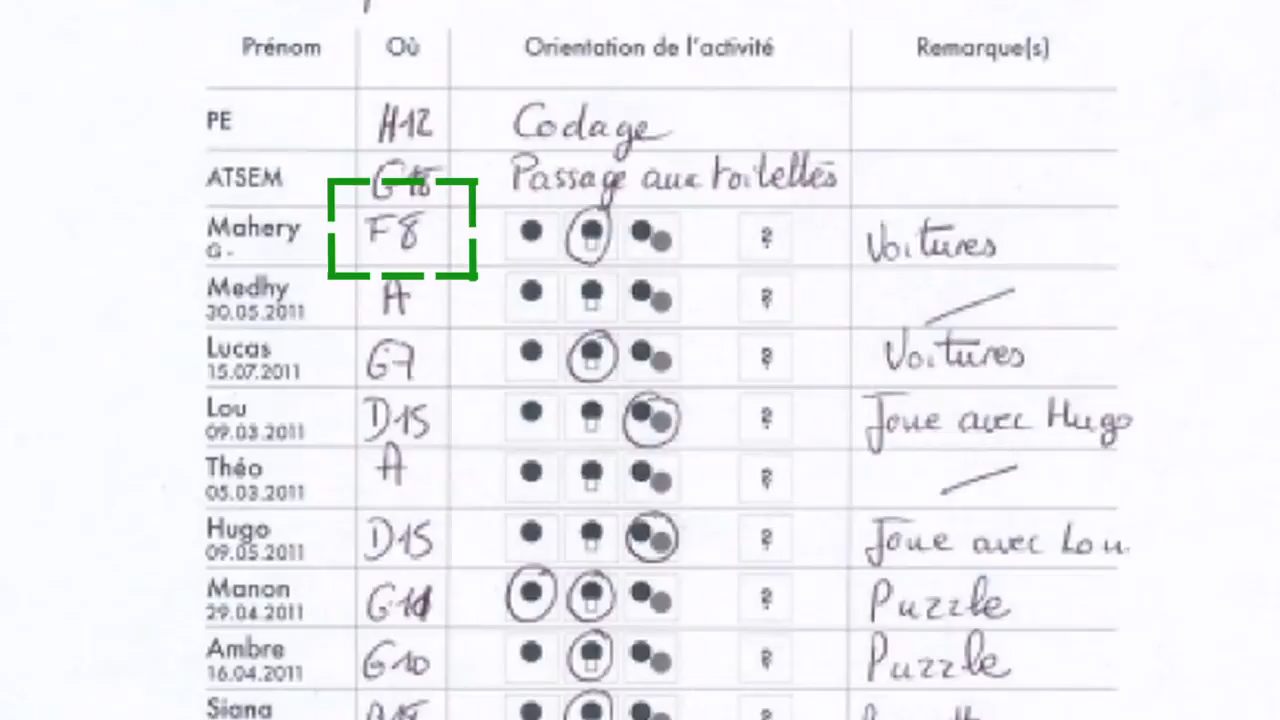 Prénom Où Orientation de l'activité Remarque(s)
PE H12 Codage
ATSEM G18 Passage aux toilettes
Mahery F8 ? Voitures
G-
Medhy A ?
30.05.2011
Lucas G7 ? Voitures
15.07.2011
Lou D15 ? Joue avec Hugo
09.03.2011
Théo A ?
05.03.2011
Hugo D15 ? Joue avec Lou
09.05.2011
Manon G11 ? Puzzle
29.04.2011
Ambre G10 ? Puzzle
16.04.2011
Siana ?